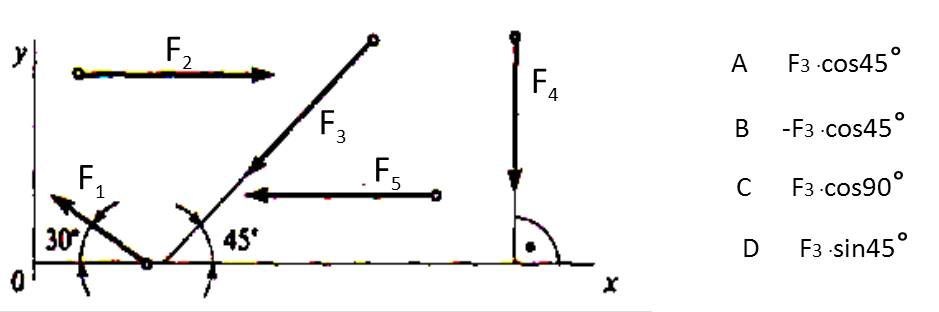 y
F2
F3
F4
F1
F5
30°
45°
0
x
A F3·cos45°
B -F3·cos45°
C F3·cos90°
D F3·sin45°